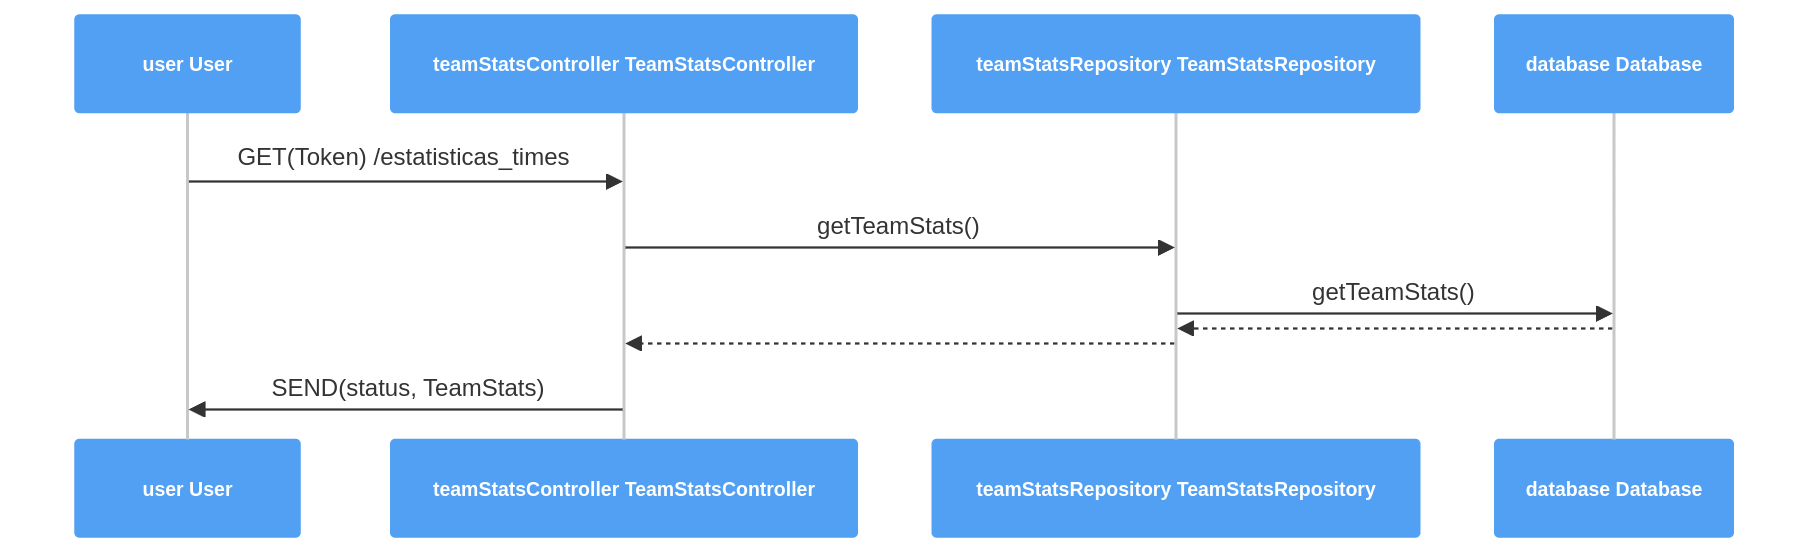 user User
teamStatsController TeamStatsController
teamStatsRepository TeamStatsRepository
database Database
GET(Token) /estatisticas_times
getTeamStats()
getTeamStats()
SEND(status, TeamStats)
user User
teamStatsController TeamStatsController
teamStatsRepository TeamStatsRepository
database Database